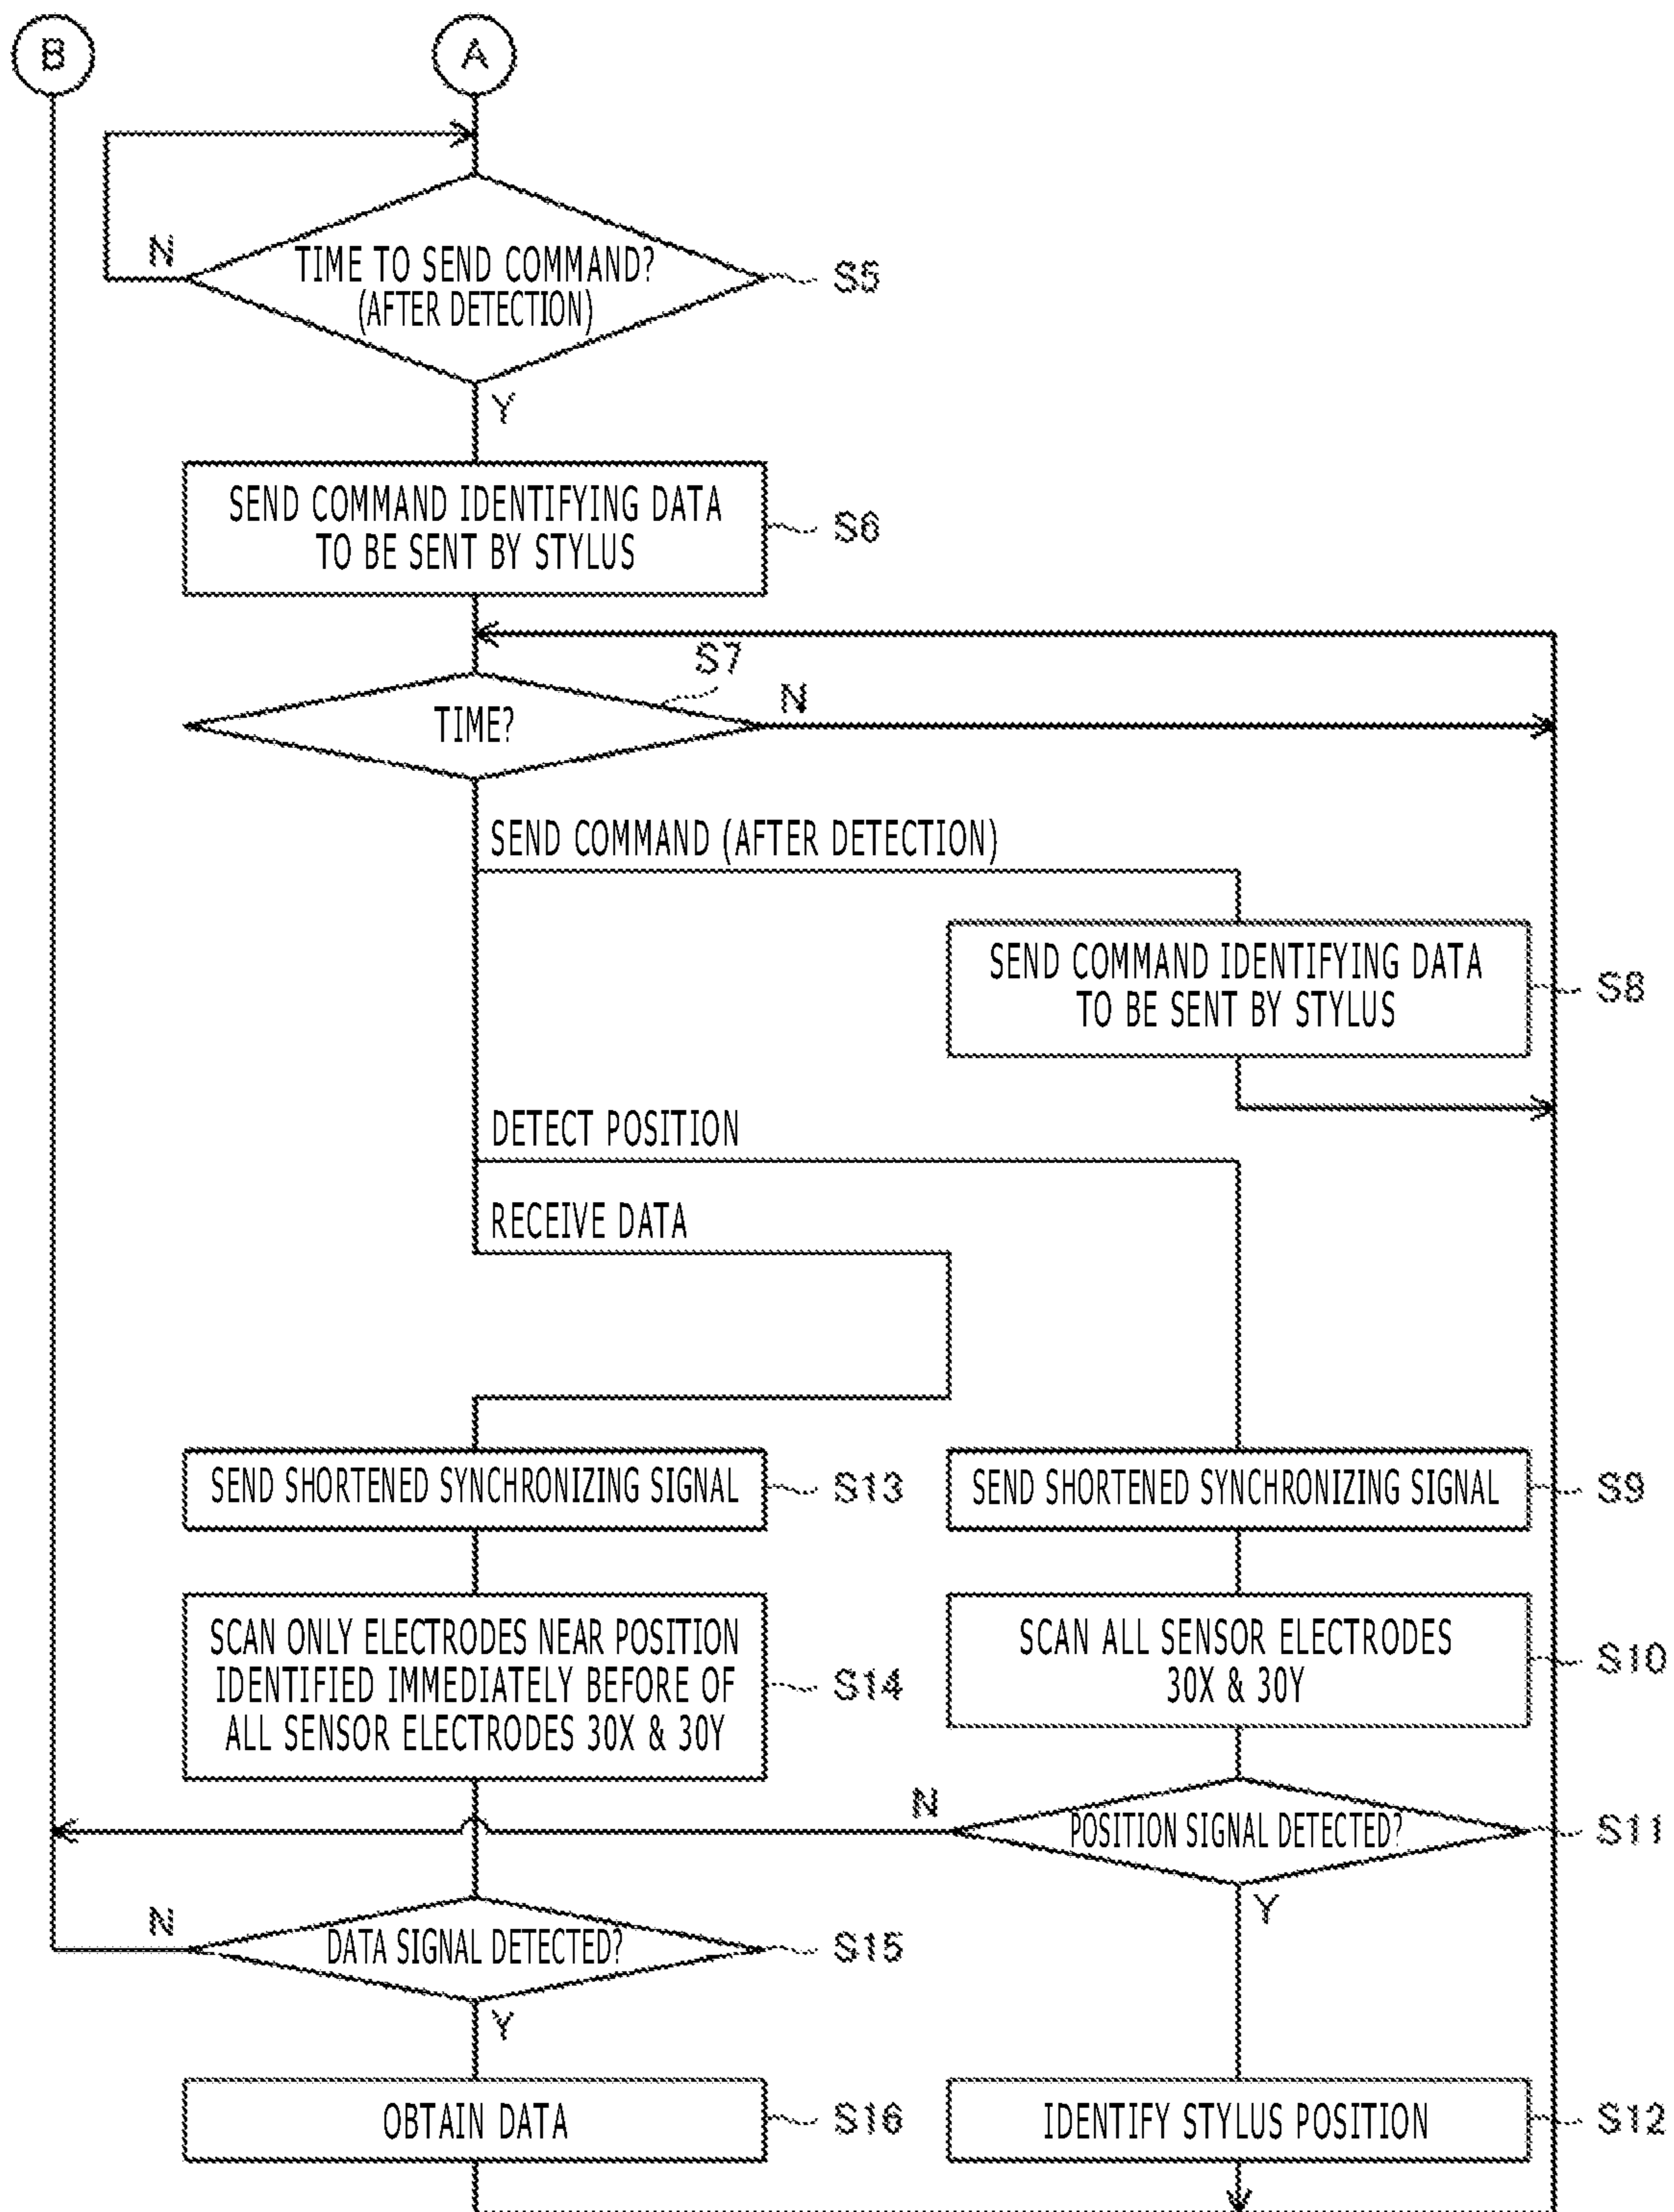 B
A
N
TIME TO SEND COMMAND?
(AFTER DETECTION)
S5
Y
SEND COMMAND IDENTIFYING DATA
TO BE SENT BY STYLUS
S6
S7
N
TIME?
SEND COMMAND (AFTER DETECTION)
SEND COMMAND IDENTIFYING DATA
TO BE SENT BY STYLUS
S8
DETECT POSITION
RECEIVE DATA
SEND SHORTENED SYNCHRONIZING SIGNAL
S13
SEND SHORTENED SYNCHRONIZING SIGNAL
S9
SCAN ONLY ELECTRODES NEAR POSITION
IDENTIFIED IMMEDIATELY BEFORE OF
ALL SENSOR ELECTRODES 30X & 30Y
S14
SCAN ALL SENSOR ELECTRODES
30X & 30Y
S10
N
POSITION SIGNAL DETECTED?
S11
Y
N
DATA SIGNAL DETECTED?
S15
Y
OBTAIN DATA
S16
IDENTIFY STYLUS POSITION
S12